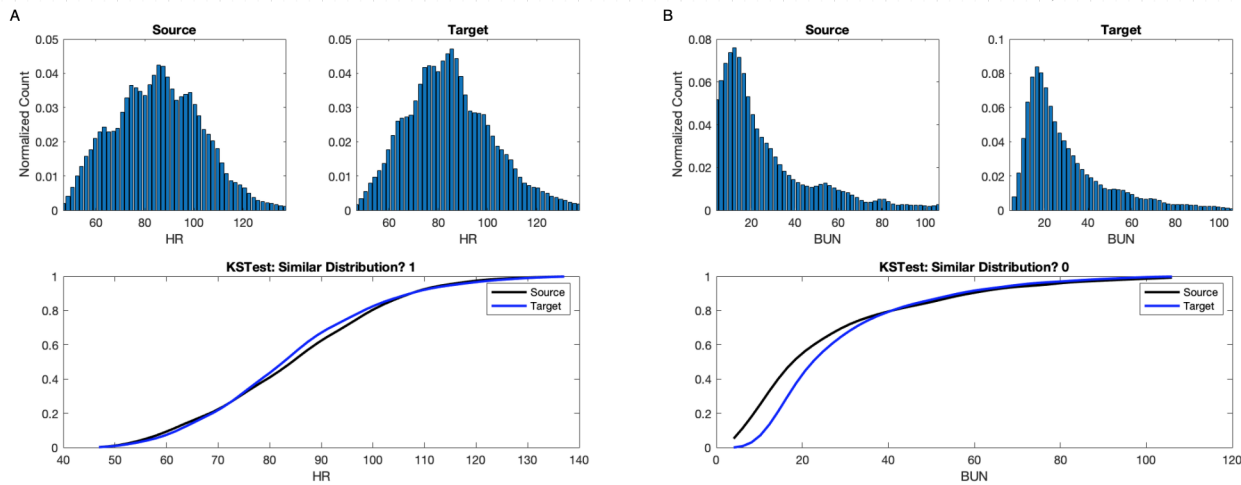 A
Source
Normalized Count
0.05
0.04
0.03
0.02
0.01
0
60 80 100 120
HR
Target
0.05
0.04
0.03
0.02
0.01
0
60 80 100 120
HR
KSTest: Similar Distribution? 1
1
0.8
0.6
0.4
0.2
0
40 50 60 70 80 90 100 110 120 130 140
HR
Source
Target
B
Source
Normalized Count
0.08
0.06
0.04
0.02
0
20 40 60 80 100
BUN
Target
0.1
0.08
0.06
0.04
0.02
0
20 40 60 80 100
BUN
KSTest: Similar Distribution? 0
1
0.8
0.6
0.4
0.2
0
0 20 40 60 80 100 120
BUN
Source
Target